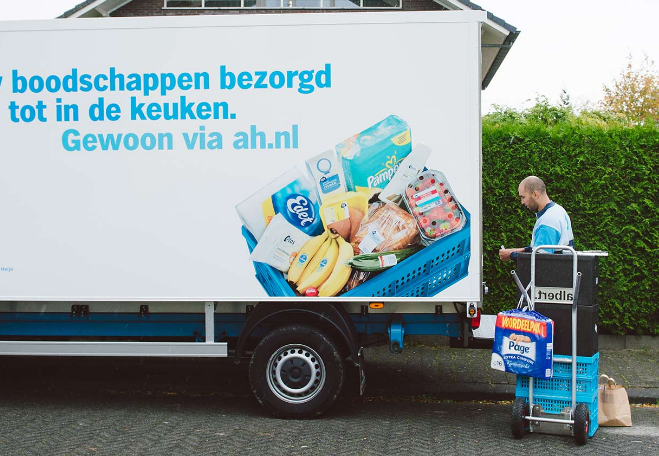 boodschappen bezorgd
tot in de keuken.
Gewoon via ah.nl
Pampers
Edet
albert.
VOORDEELPAK
Page